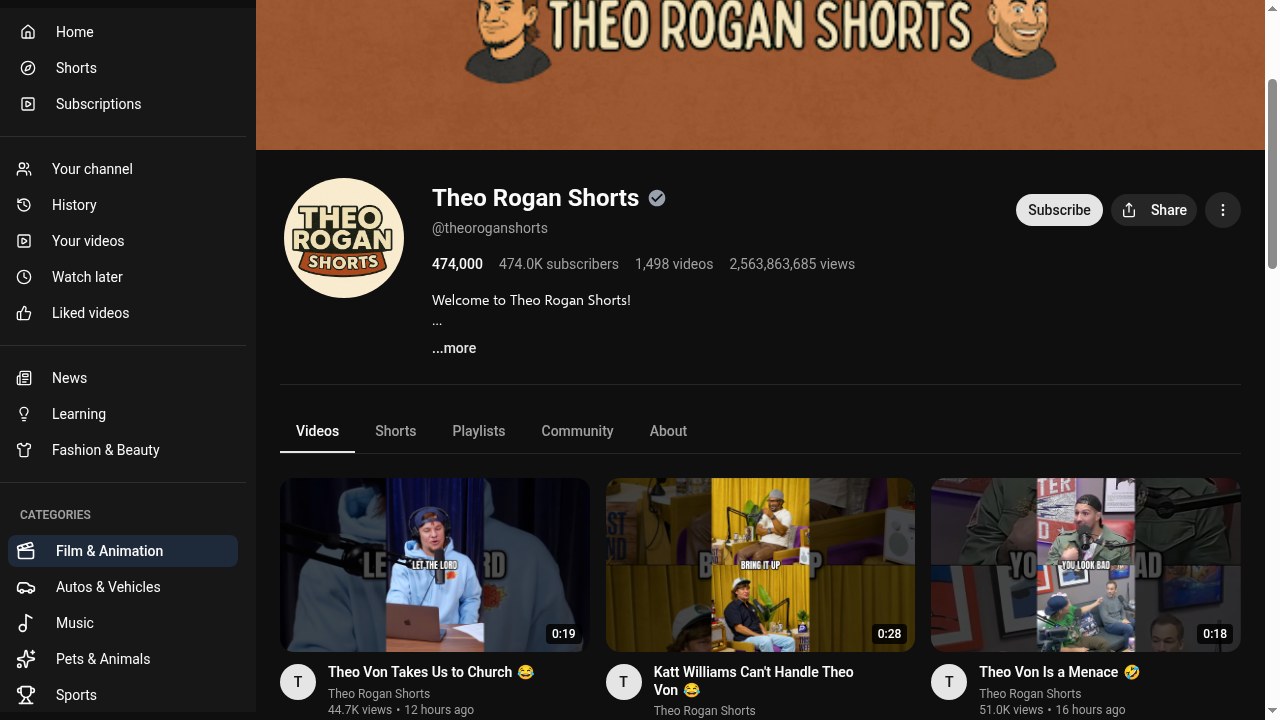 Home
Shorts
Subscriptions
Your channel
History
Your videos
Watch later
Liked videos
News
Learning
Fashion & Beauty
CATEGORIES
Film & Animation
Autos & Vehicles
Music
Pets & Animals
Sports
THEO ROGAN SHORTS
THEO
ROGAN
SHORTS
Theo Rogan Shorts
@theoroganshorts
474,000 474.0K subscribers 1,498 videos 2,563,863,685 views
Welcome to Theo Rogan Shorts!
...
...more
Subscribe
Share
Videos Shorts Playlists Community About
LET THE LORD
0:19
T
Theo Von Takes Us to Church 😂
Theo Rogan Shorts
44.7K views • 12 hours ago
BRING IT UP
0:28
T
Katt Williams Can't Handle Theo
Von 😂
Theo Rogan Shorts
YOU LOOK BAD
0:18
T
Theo Von Is a Menace 🤣
Theo Rogan Shorts
51.0K views • 16 hours ago